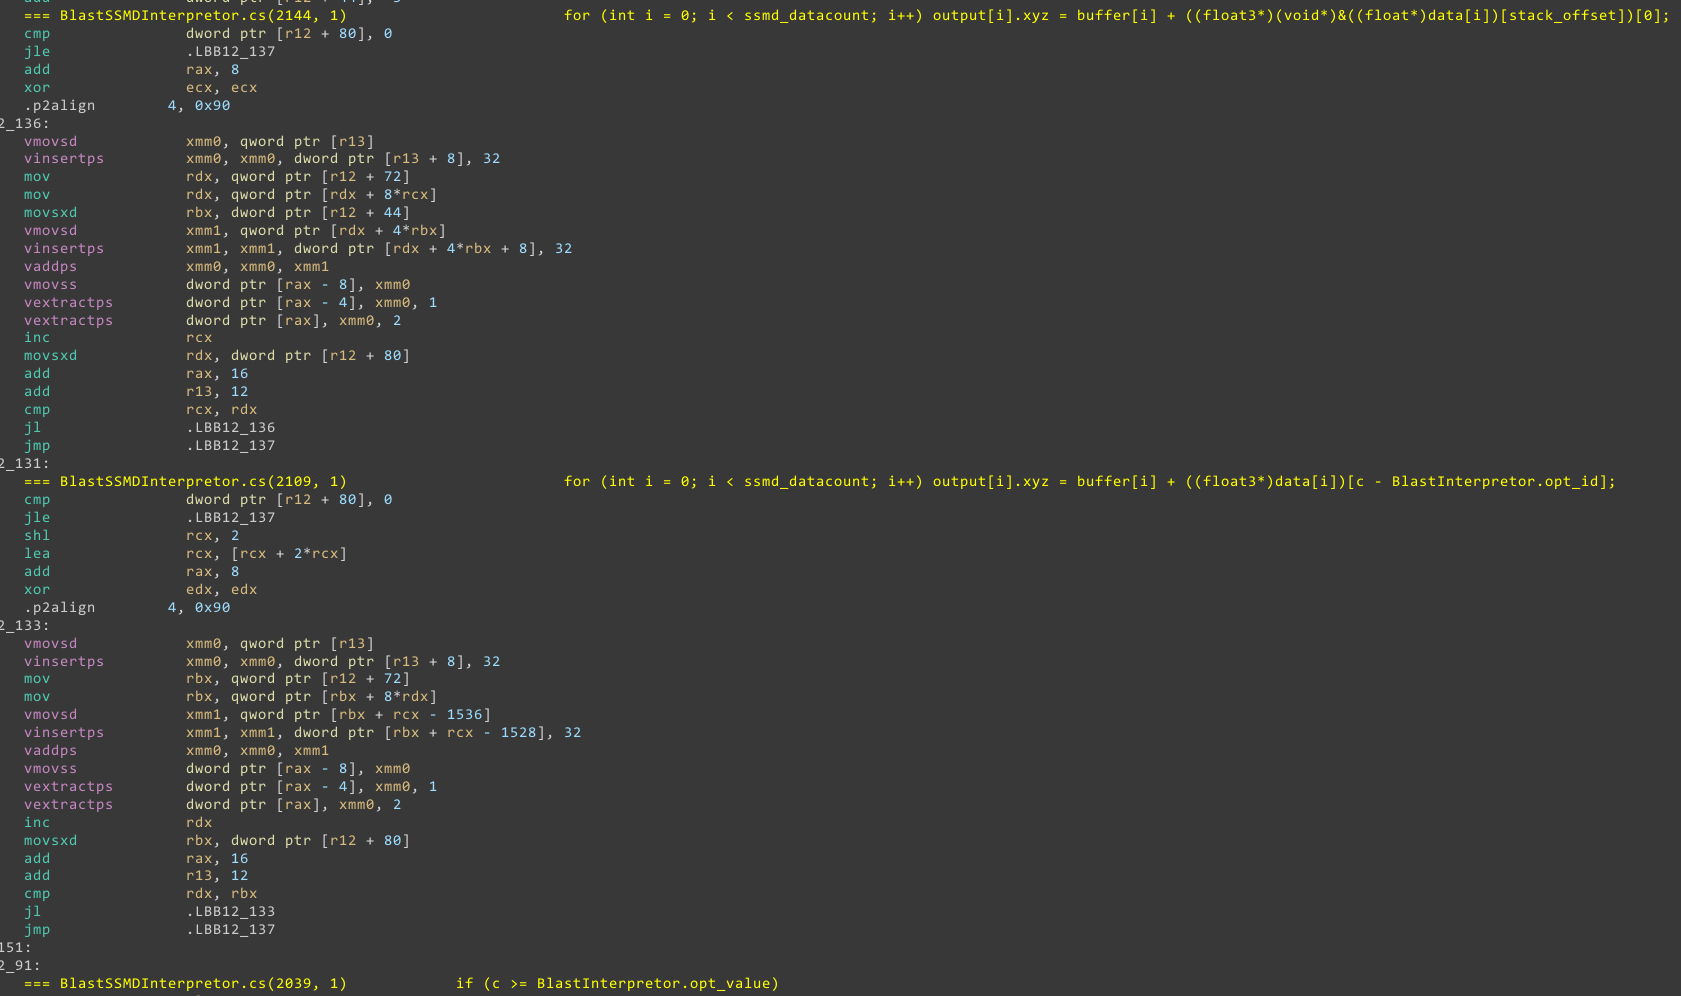 === BlastSSMDInterpretor.cs(2144, 1) for (int i = 0; i < ssmd_datacount; i++) output[i].xyz = buffer[i] + ((float3*)(void*)&((float*)data[i])[stack_offset])[0];
cmp dword ptr [r12 + 80], 0
jle .LBB12_137
add rax, 8
xor ecx, ecx
.p2align 4, 0x90
2_136:
vmovsd xmm0, qword ptr [r13]
vinsertps xmm0, xmm0, dword ptr [r13 + 8], 32
mov rdx, qword ptr [r12 + 72]
mov rdx, qword ptr [rdx + 8*rcx]
movsxd rbx, dword ptr [r12 + 44]
vmovsd xmm1, qword ptr [rdx + 4*rbx]
vinsertps xmm1, xmm1, dword ptr [rdx + 4*rbx + 8], 32
vaddps xmm0, xmm0, xmm1
vmovss dword ptr [rax - 8], xmm0
vextractps dword ptr [rax - 4], xmm0, 1
vextractps dword ptr [rax], xmm0, 2
inc rcx
movsxd rdx, dword ptr [r12 + 80]
add rax, 16
add r13, 12
cmp rcx, rdx
jl .LBB12_136
jmp .LBB12_137
2_131:
=== BlastSSMDInterpretor.cs(2109, 1) for (int i = 0; i < ssmd_datacount; i++) output[i].xyz = buffer[i] + ((float3*)data[i])[c - BlastInterpretor.opt_id];
cmp dword ptr [r12 + 80], 0
jle .LBB12_137
shl rcx, 2
lea rcx, [rcx + 2*rcx]
add rax, 8
xor edx, edx
.p2align 4, 0x90
2_133:
vmovsd xmm0, qword ptr [r13]
vinsertps xmm0, xmm0, dword ptr [r13 + 8], 32
mov rbx, qword ptr [r12 + 72]
mov rbx, qword ptr [rbx + 8*rdx]
vmovsd xmm1, qword ptr [rbx + rcx - 1536]
vinsertps xmm1, xmm1, dword ptr [rbx + rcx - 1528], 32
vaddps xmm0, xmm0, xmm1
vmovss dword ptr [rax - 8], xmm0
vextractps dword ptr [rax - 4], xmm0, 1
vextractps dword ptr [rax], xmm0, 2
inc rdx
movsxd rbx, dword ptr [r12 + 80]
add rax, 16
add r13, 12
cmp rdx, rbx
jl .LBB12_133
jmp .LBB12_137
151:
2_91:
=== BlastSSMDInterpretor.cs(2039, 1) if (c >= BlastInterpretor.opt_value)